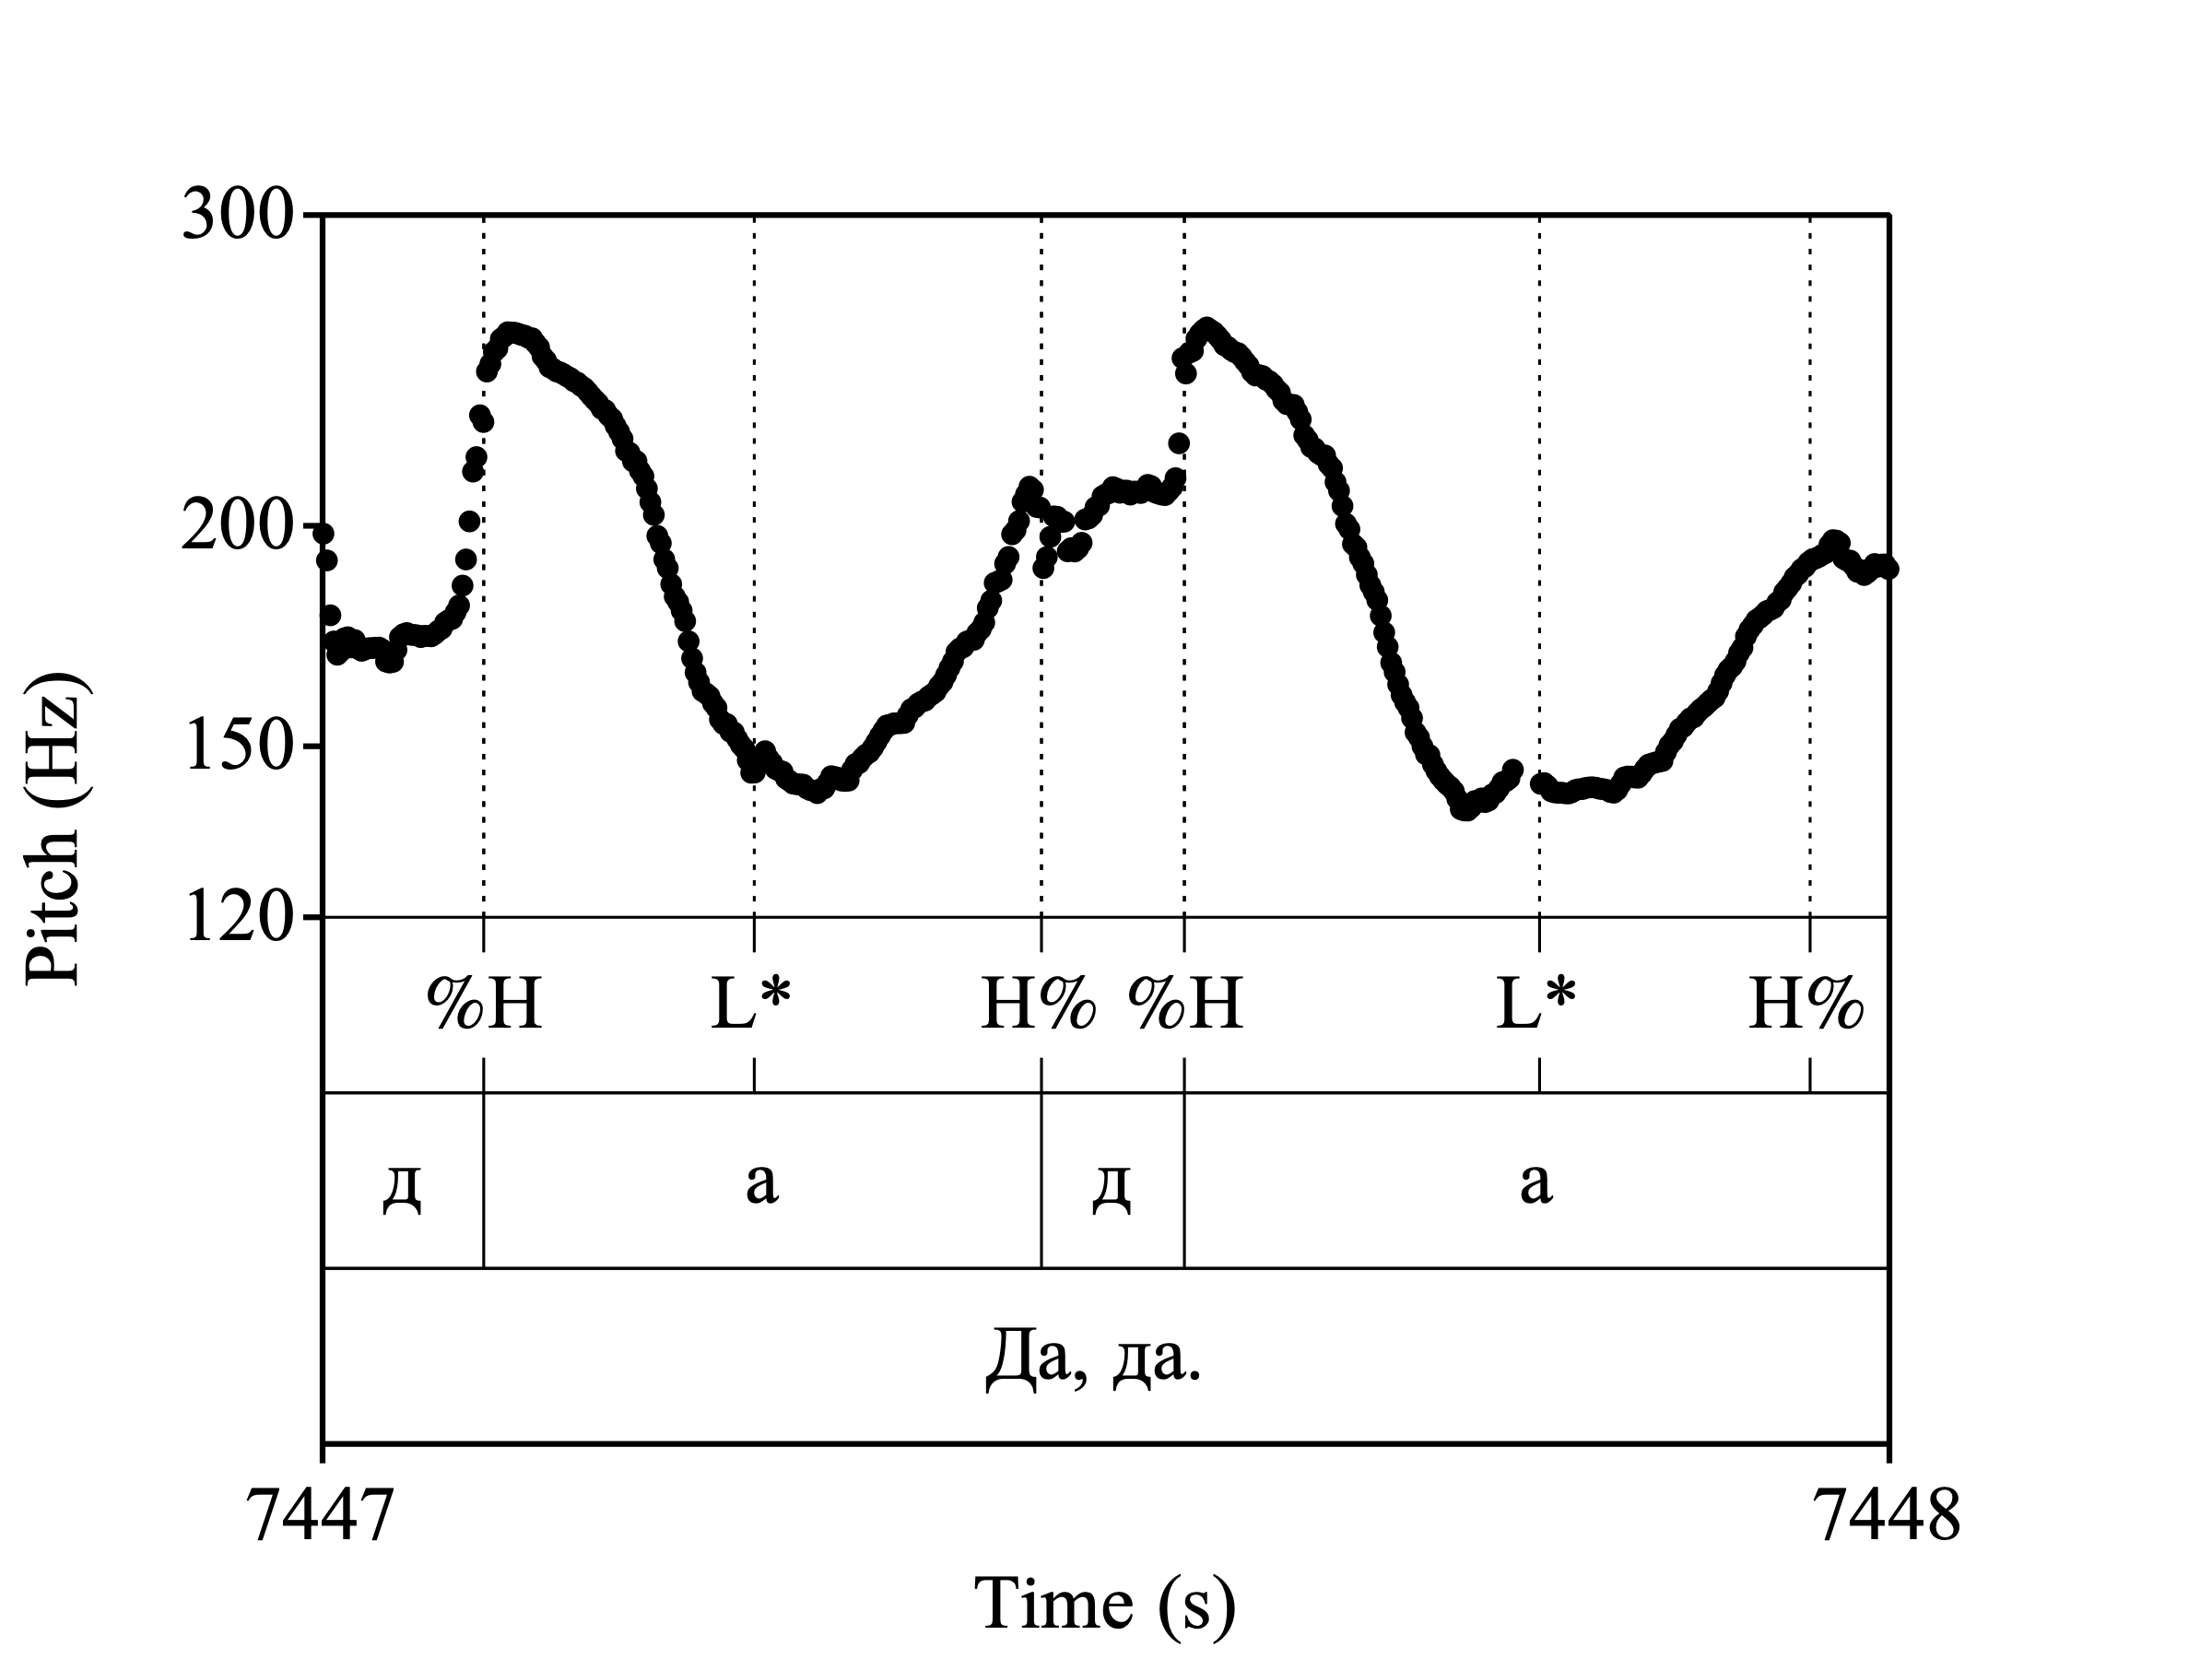 300
200
150
120
Pitch (Hz)
%H L* H% %H L* H%
д а д а
Да, да.
7447 7448
Time (s)